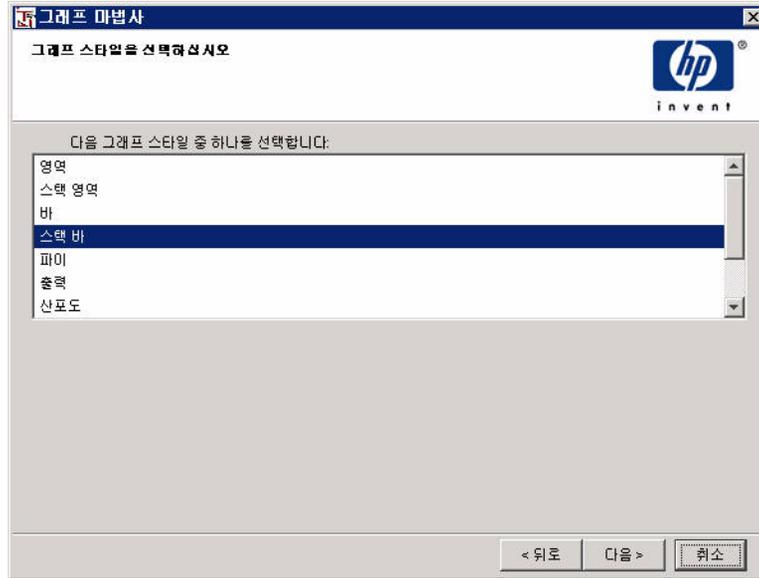 그래프 마법사
그래프 스타일을 선택하십시오
hp
®
invent
다음 그래프 스타일 중 하나를 선택합니다:
영역
스택 영역
바
스택 바
파이
출력
산포도
< 뒤로
다음 >
취소